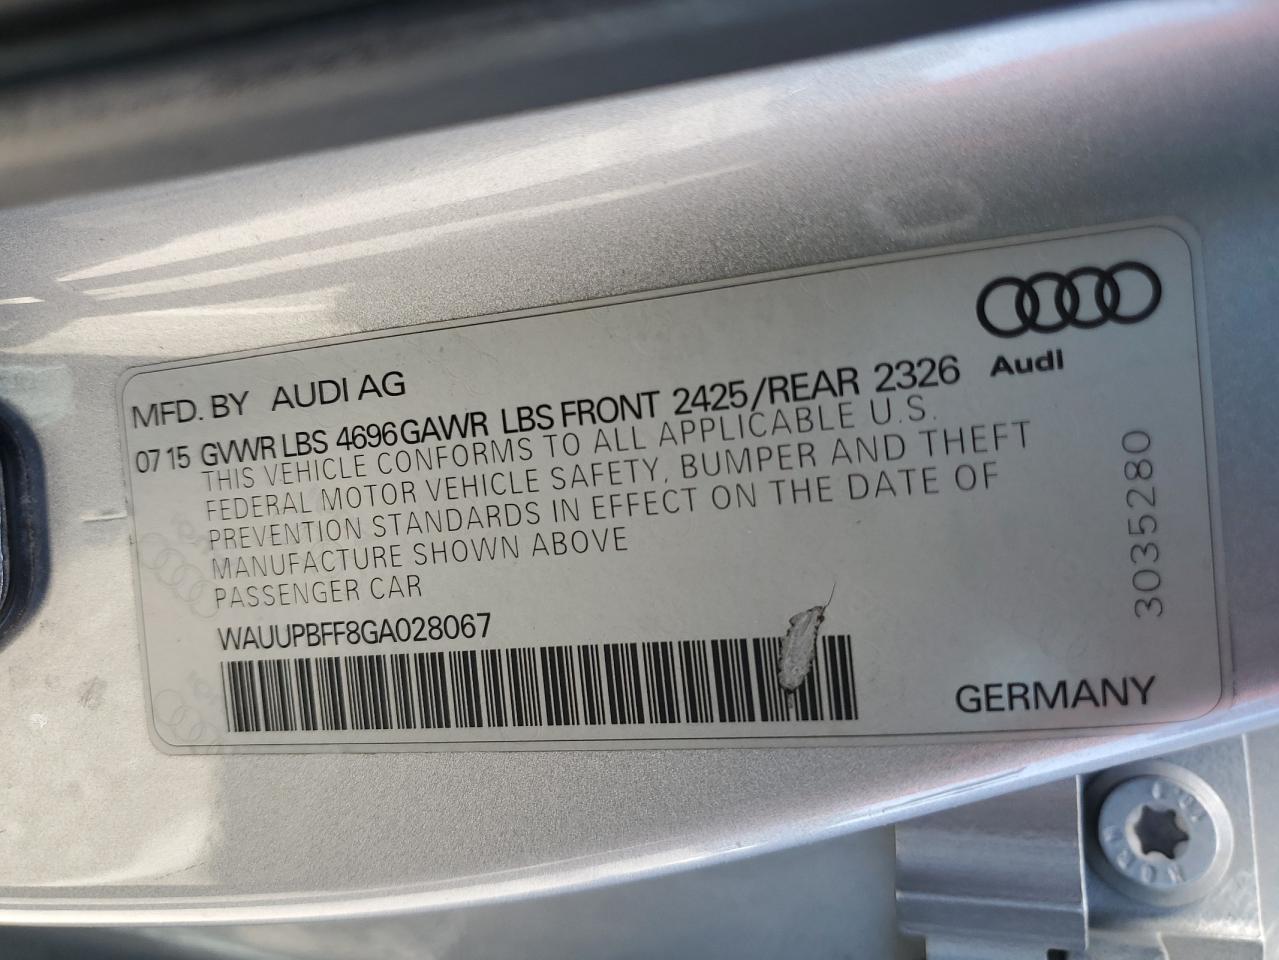 MFD. BY AUDI AG
07 15 GVWR LBS 4696 GAWR LBS FRONT 2425/REAR 2326
Audi
THIS VEHICLE CONFORMS TO ALL APPLICABLE U.S.
FEDERAL MOTOR VEHICLE SAFETY, BUMPER AND THEFT
PREVENTION STANDARDS IN EFFECT ON THE DATE OF
MANUFACTURE SHOWN ABOVE
PASSENGER CAR
WAUUPBFF8GA028067
GERMANY
3035280